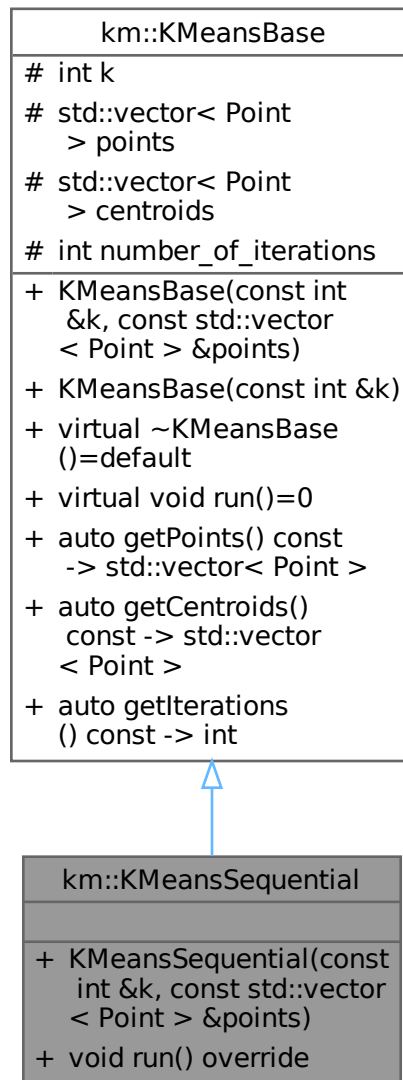 km::KMeansBase
# int k
# std::vector< Point
> points
# std::vector< Point
> centroids
# int number_of_iterations
+ KMeansBase(const int
&k, const std::vector
< Point > &points)
+ KMeansBase(const int &k)
+ virtual ~KMeansBase
()=default
+ virtual void run()=0
+ auto getPoints() const
-> std::vector< Point >
+ auto getCentroids()
const -> std::vector
< Point >
+ auto getIterations
() const -> int
km::KMeansSequential
+ KMeansSequential(const
int &k, const std::vector
< Point > &points)
+ void run() override